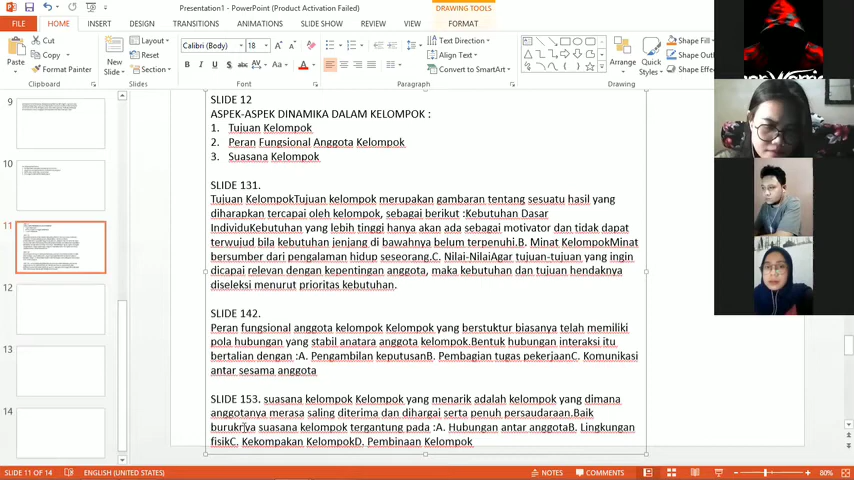 Presentation1 - PowerPoint (Product Activation Failed)
DRAWING TOOLS
FILE HOME INSERT DESIGN TRANSITIONS ANIMATIONS SLIDE SHOW REVIEW VIEW FORMAT
Paste
Cut
Copy
Format Painter
Clipboard
New
Slide
Layout
Reset
Section
Slides
Calibri (Body) 18
Font
Paragraph
Text Direction
Align Text
Convert to SmartArt
Arrange
Quick
Styles
Drawing
Shape Fill
Shape Outl
Shape Effe
9
10
11
12
13
14
SLIDE 12
ASPEK-ASPEK DINAMIKA DALAM KELOMPOK :
1. Tujuan Kelompok
2. Peran Fungsional Anggota Kelompok
3. Suasana Kelompok
SLIDE 131.
Tujuan KelompokTujuan kelompok merupakan gambaran tentang sesuatu hasil yang
diharapkan tercapai oleh kelompok, sebagai berikut :Kebutuhan Dasar
IndividuKebutuhan yang lebih tinggi hanya akan ada sebagai motivator dan tidak dapat
terwujud bila kebutuhan jenjang di bawahnya belum terpenuhi.B. Minat KelompokMinat
bersumber dari pengalaman hidup seseorang.C. Nilai-NilaiAgar tujuan-tujuan yang ingin
dicapai relevan dengan kepentingan anggota, maka kebutuhan dan tujuan hendaknya
diseleksi menurut prioritas kebutuhan.
SLIDE 142.
Peran fungsional anggota kelompok Kelompok yang berstuktur biasanya telah memiliki
pola hubungan yang stabil anatara anggota kelompok.Bentuk hubungan interaksi itu
bertalian dengan :A. Pengambilan keputusanB. Pembagian tugas pekerjaanC. Komunikasi
antar sesama anggota
SLIDE 153. suasana kelompok Kelompok yang menarik adalah kelompok yang dimana
anggotanya merasa saling diterima dan dihargai serta penuh persaudaraan.Baik
buruknya suasana kelompok tergantung pada :A. Hubungan antar anggotaB. Lingkungan
fisikC. Kekompakan KelompokD. Pembinaan Kelompok
SLIDE 11 OF 14 ENGLISH (UNITED STATES) NOTES COMMENTS 80%